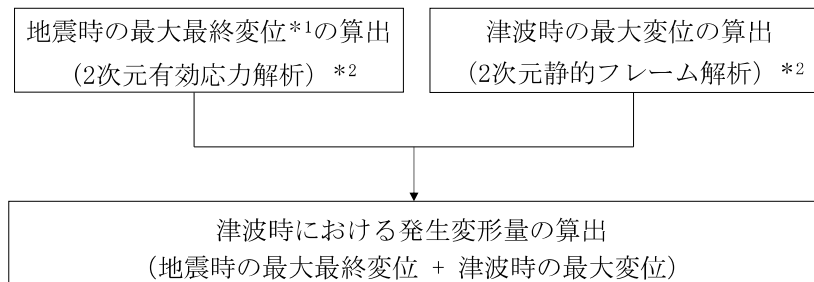 地震時の最大最終変位*1の算出
（2次元有効応力解析）*2
津波時の最大変位の算出
（2次元静的フレーム解析）*2
津波時における発生変形量の算出
（地震時の最大最終変位 + 津波時の最大変位）